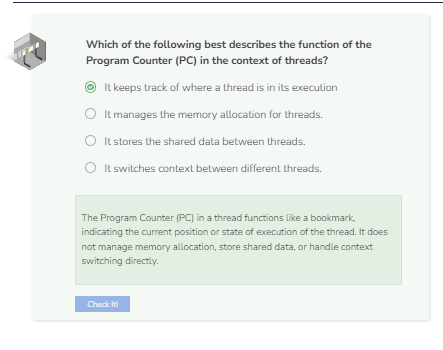 Which of the following best describes the function of the
Program Counter (PC) in the context of threads?
It keeps track of where a thread is in its execution
It manages the memory allocation for threads.
It stores the shared data between threads.
It switches context between different threads.
The Program Counter (PC) in a thread functions like a bookmark,
indicating the current position or state of execution of the thread. It does
not manage memory allocation, store shared data, or handle context
switching directly.
Check It!